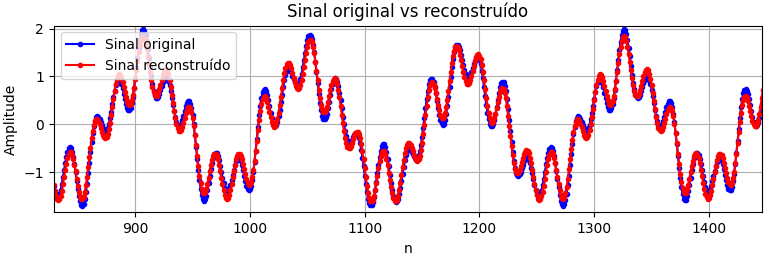 Sinal original vs reconstruído
Sinal original
Sinal reconstruído
Amplitude
2
1
0
−1
900
1000
1100
1200
1300
1400
n